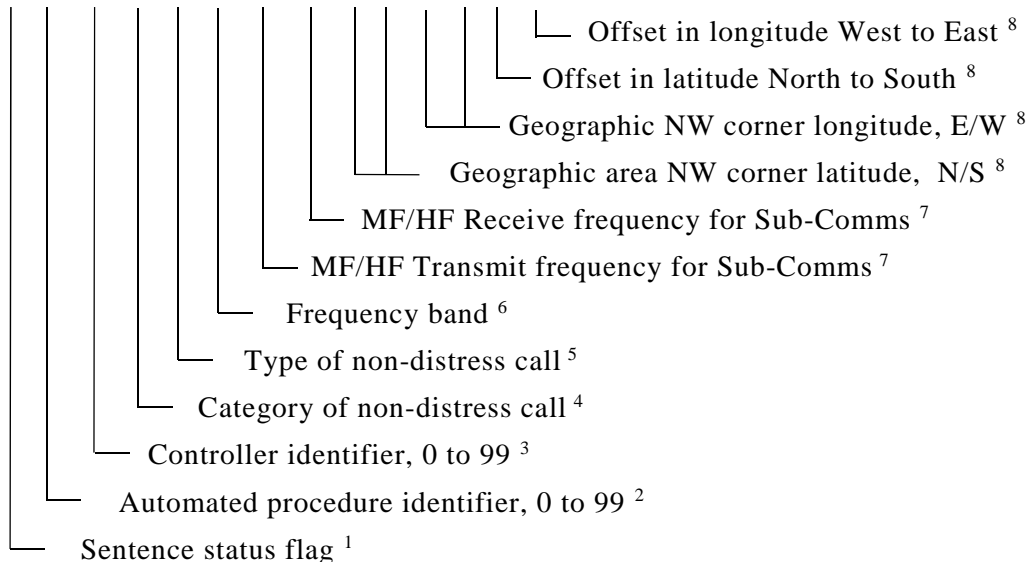 Offset in longitude West to East 8
Offset in latitude North to South 8
Geographic NW corner longitude, E/W 8
Geographic area NW corner latitude, N/S 8
MF/HF Receive frequency for Sub-Comms 7
MF/HF Transmit frequency for Sub-Comms 7
Frequency band 6
Type of non-distress call 5
Category of non-distress call 4
Controller identifier, 0 to 99 3
Automated procedure identifier, 0 to 99 2
Sentence status flag 1